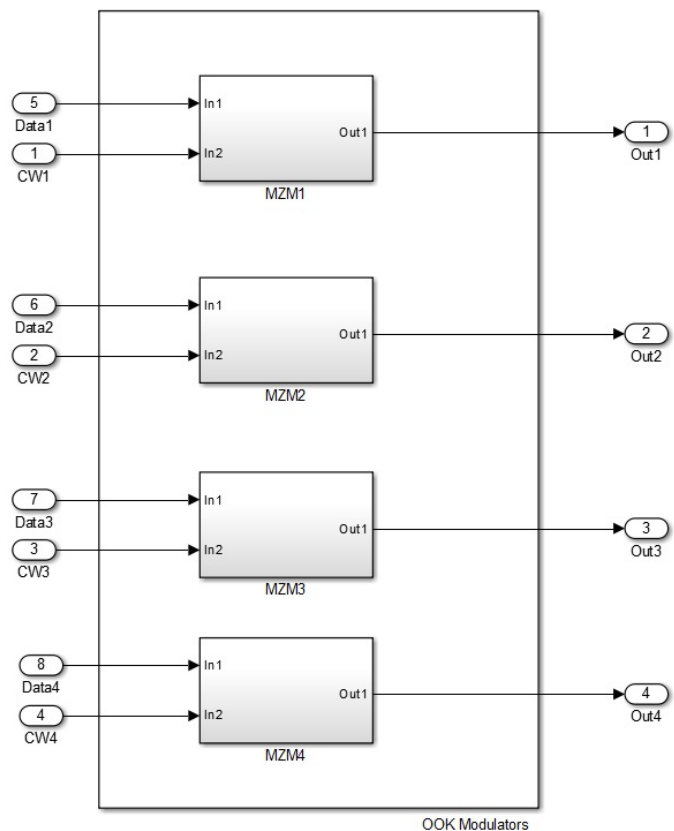 5
Data1
1
CW1
In1
In2
Out1
MZM1
1
Out1
6
Data2
2
CW2
In1
In2
Out1
MZM2
2
Out2
7
Data3
3
CW3
In1
In2
Out1
MZM3
3
Out3
8
Data4
4
CW4
In1
In2
Out1
MZM4
4
Out4
OOK Modulators